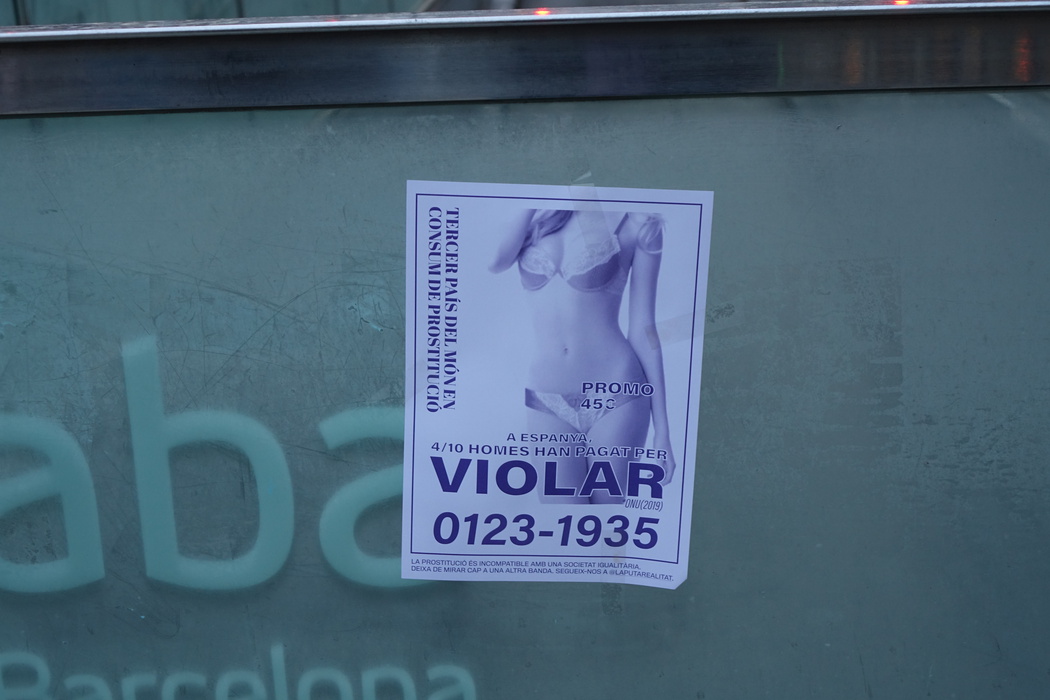 TERCER PAÍS DEL MÓN EN
CONSUM DE PROSTITUCIÓ
PROMO
45€
A ESPANYA,
4/10 HOMES HAN PAGAT PER
VIOLAR
*ONU(2019)
0123-1935
LA PROSTITUCIÓ ÉS INCOMPATIBLE AMB UNA SOCIETAT IGUALITÀRIA.
DEIXA DE MIRAR CAP A UNA ALTRA BANDA. SEGUEIX-NOS A @LAPUTAREALITAT.
aba
Barcelona